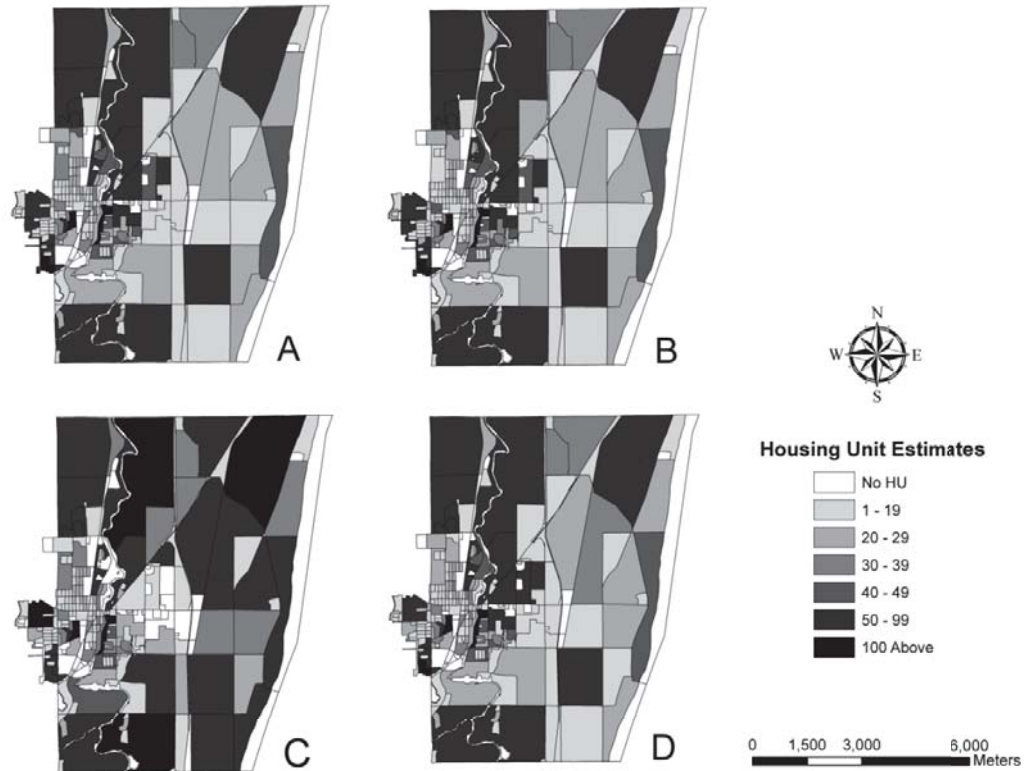 A
B
N
W
E
S
C
D
Housing Unit Estimates
No HU
1 - 19
20 - 29
30 - 39
40 - 49
50 - 99
100 Above
0 1,500 3,000 6,000
Meters